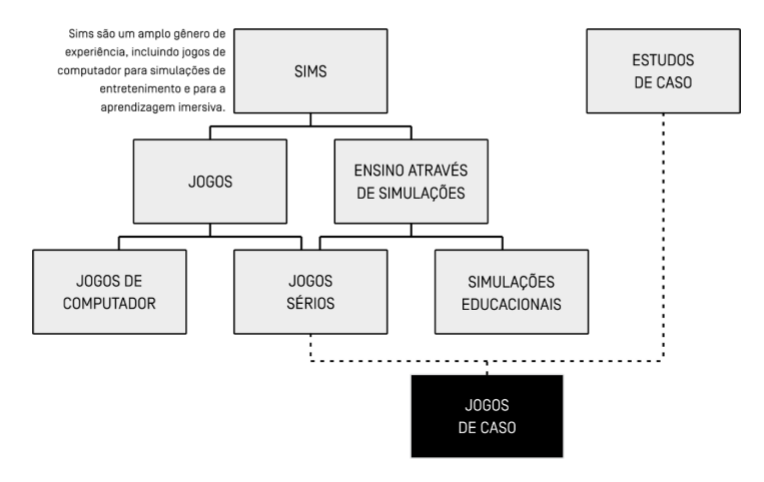 Sims são um amplo gênero de
experiência, incluindo jogos de
computador para simulações de
entretenimento e para a
aprendizagem imersiva.
SIMS
ESTUDOS
DE CASO
JOGOS
ENSINO ATRAVÉS
DE SIMULAÇÕES
JOGOS DE
COMPUTADOR
JOGOS
SÉRIOS
SIMULAÇÕES
EDUCACIONAIS
JOGOS
DE CASO